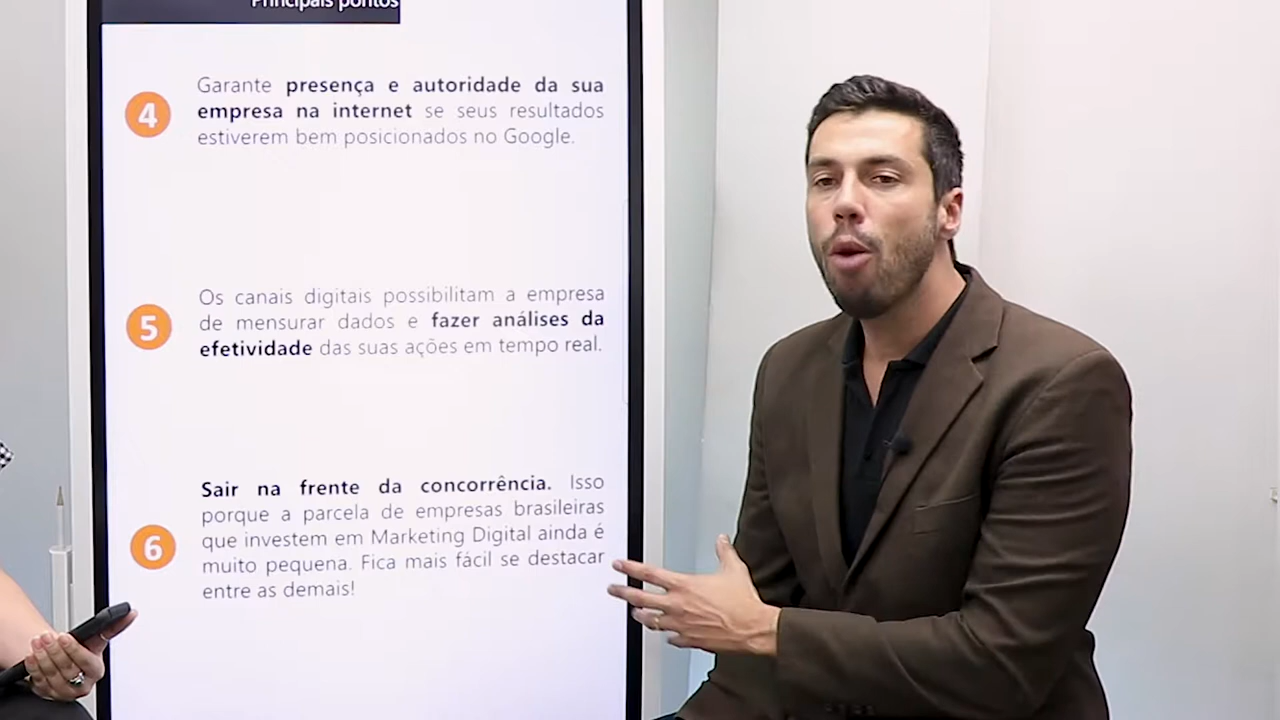 Principais pontos
4
Garante presença e autoridade da sua
empresa na internet se seus resultados
estiverem bem posicionados no Google.
5
Os canais digitais possibilitam a empresa
de mensurar dados e fazer análises da
efetividade das suas ações em tempo real.
6
Sair na frente da concorrência. Isso
porque a parcela de empresas brasileiras
que investem em Marketing Digital ainda é
muito pequena. Fica mais fácil se destacar
entre as demais!